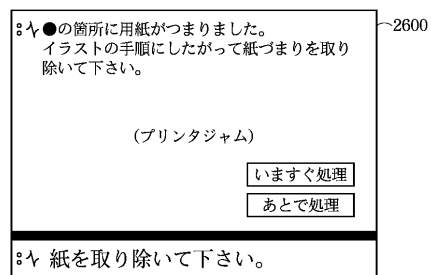 ●の箇所に用紙がつまりました。
イラストの手順にしたがって紙づまりを取り
除いて下さい。
2600
(プリンタジャム)
いますぐ処理
あとで処理
紙を取り除いて下さい。